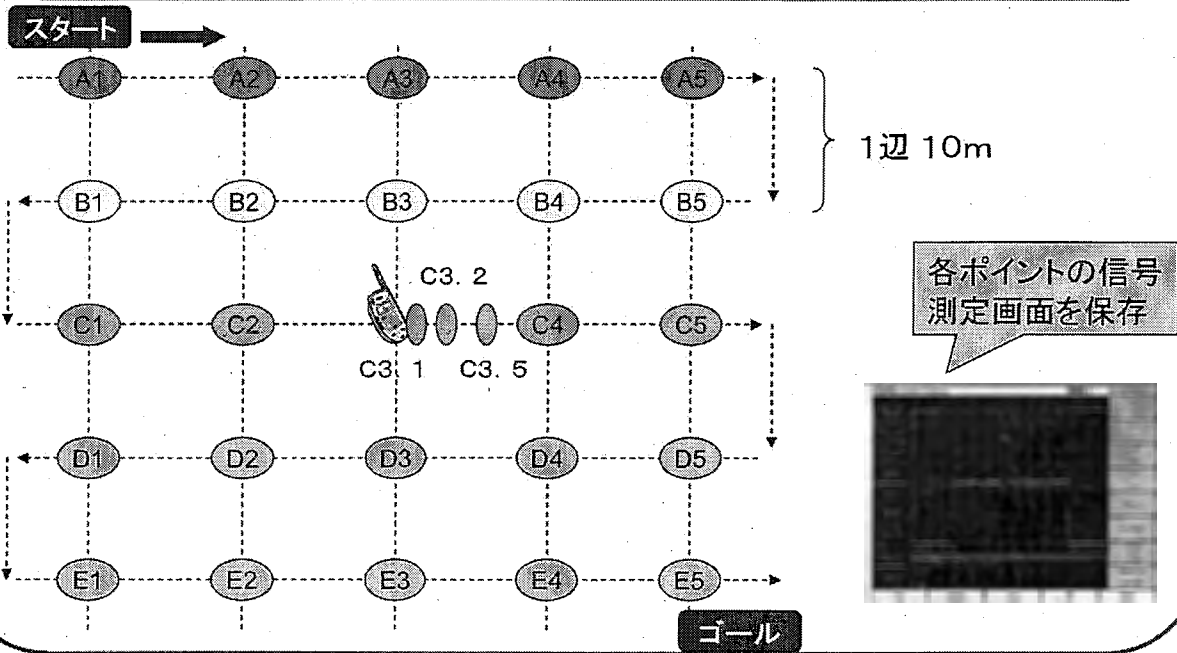 スタート
A1 A2 A3 A4 A5
1辺 10m
B1 B2 B3 B4 B5
各ポイントの信号
測定画面を保存
C3. 2
C1 C2 C4 C5
C3. 1 C3. 5
D1 D2 D3 D4 D5
E1 E2 E3 E4 E5
ゴール